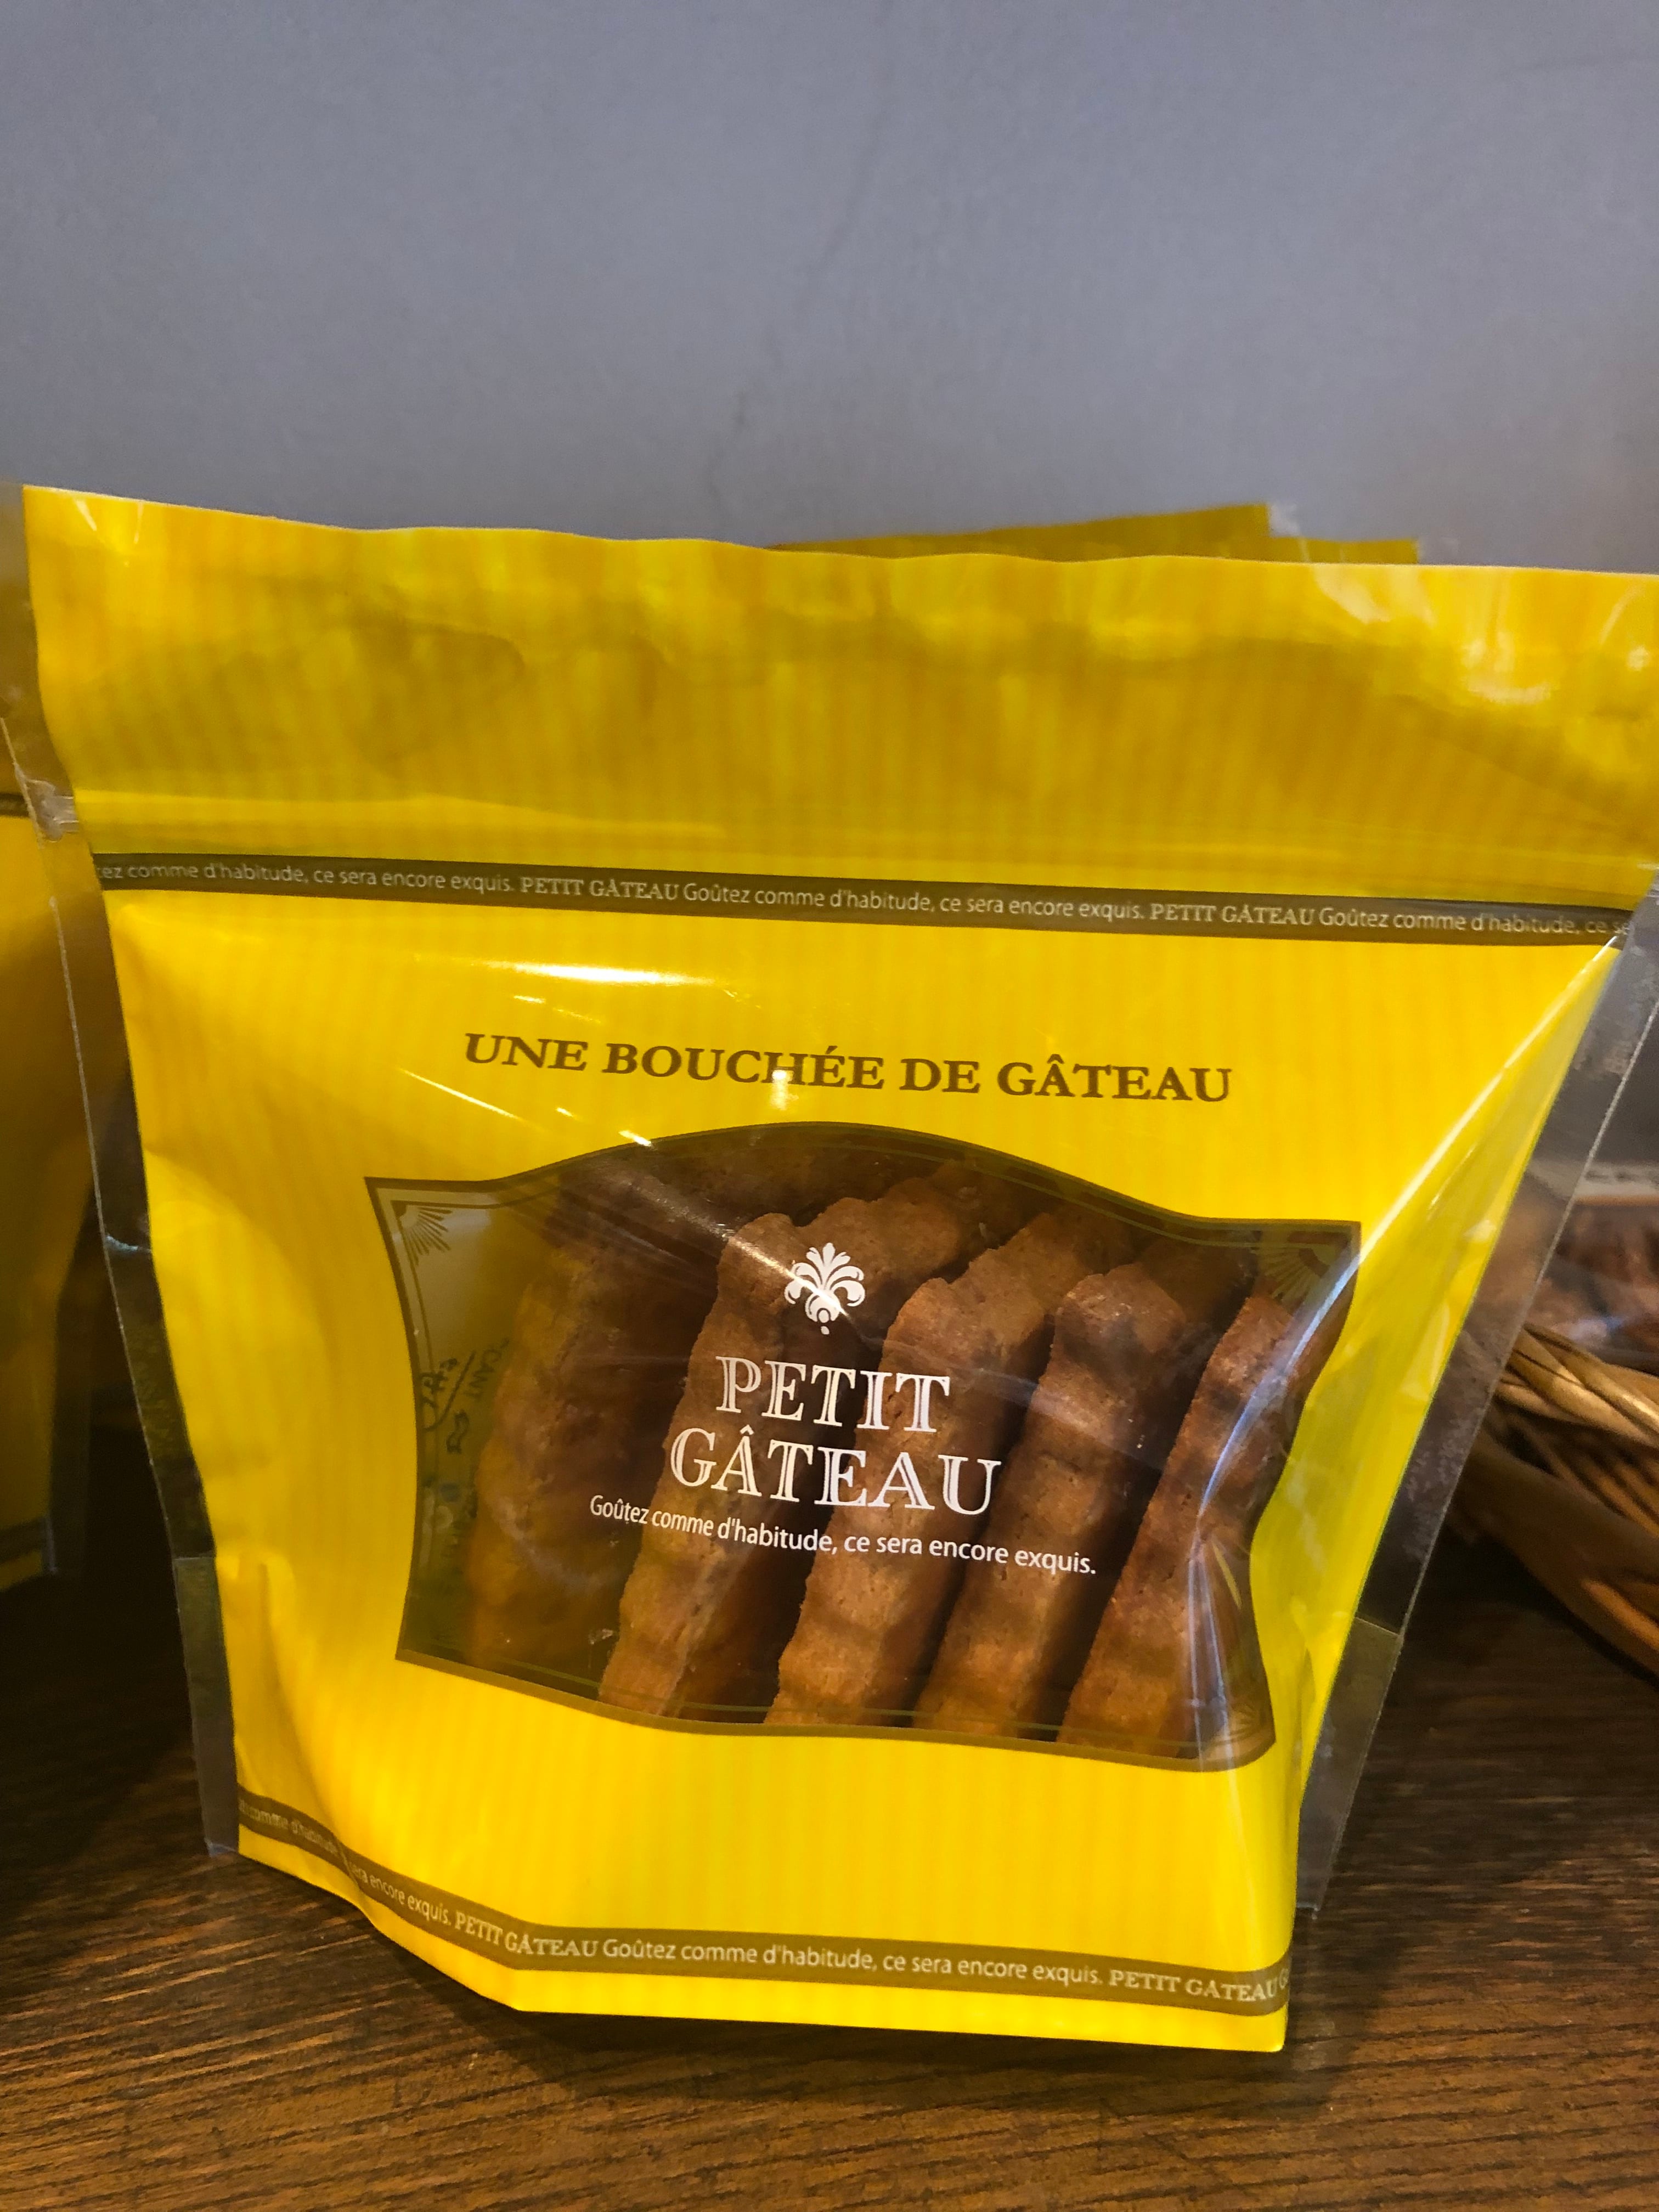 comme d'habitude, ce sera encore exquis. PETIT GÂTEAU Goûtez comme d'habitude, ce sera encore exquis. PETIT GÂTEAU Goûtez comme d'habitude, ce
UNE BOUCHÉE DE GÂTEAU
PETIT
GÂTEAU
Goûtez comme d'habitude, ce sera encore exquis.
comme d'habitude, sera encore exquis. PETIT GÂTEAU Goûtez comme d'habitude, ce sera encore exquis. PETIT GÂTEAU